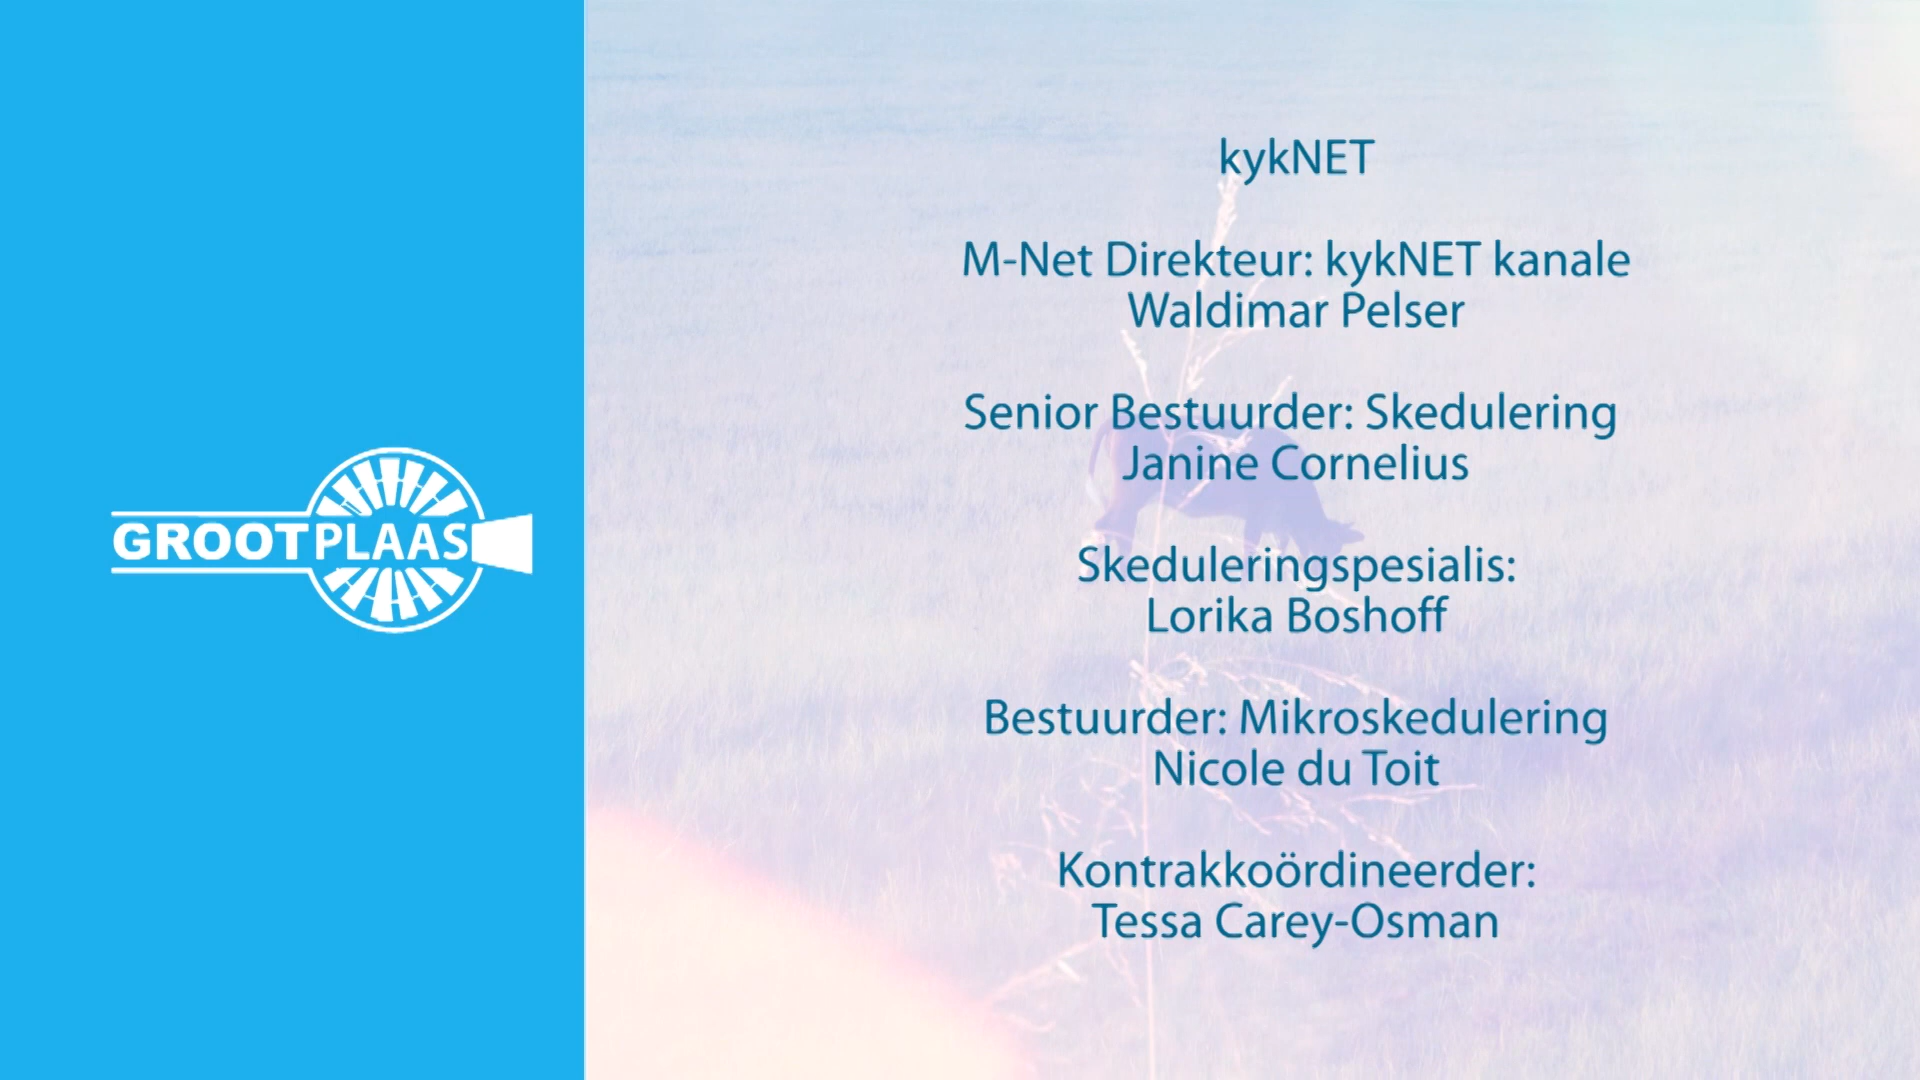 GROOTPLAAS
kykNET
M-Net Direkteur: kykNET kanale
Waldimar Pelser
Senior Bestuurder: Skedulering
Janine Cornelius
Skeduleringspesialis:
Lorika Boshoff
Bestuurder: Mikroskedulering
Nicole du Toit
Kontrakkoördineerder:
Tessa Carey-Osman